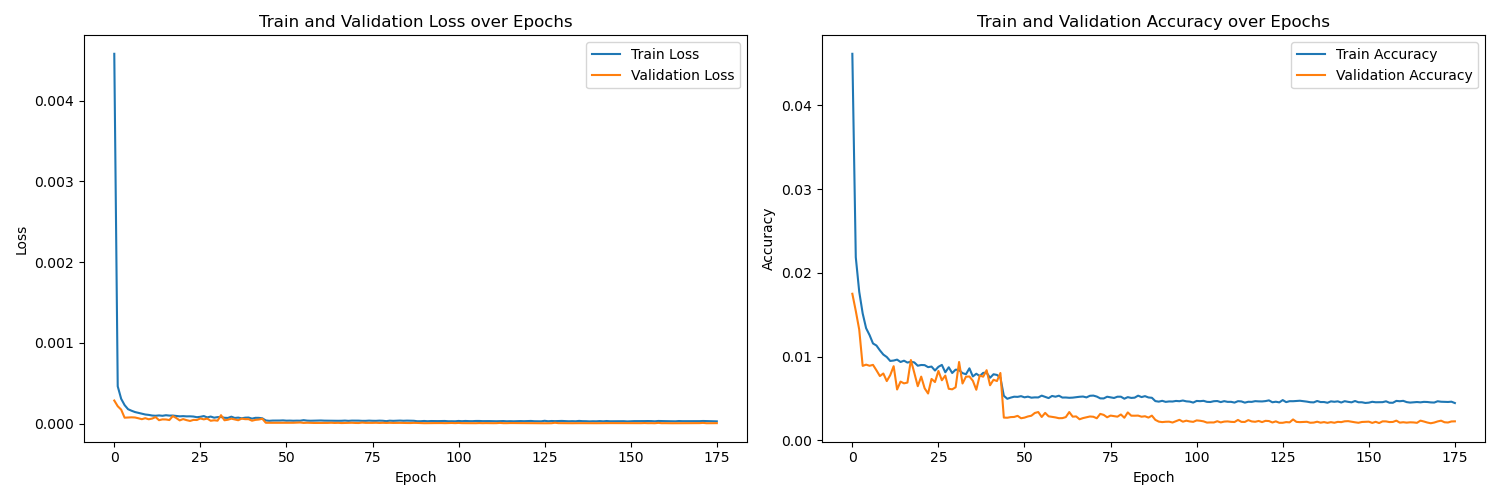 Train and Validation Loss over Epochs
Train Loss
Validation Loss
0.004
0.003
0.002
0.001
0.000
Loss
0
25
50
75
100
125
150
175
Epoch
Train and Validation Accuracy over Epochs
Train Accuracy
Validation Accuracy
0.04
0.03
0.02
0.01
0.00
Accuracy
0
25
50
75
100
125
150
175
Epoch